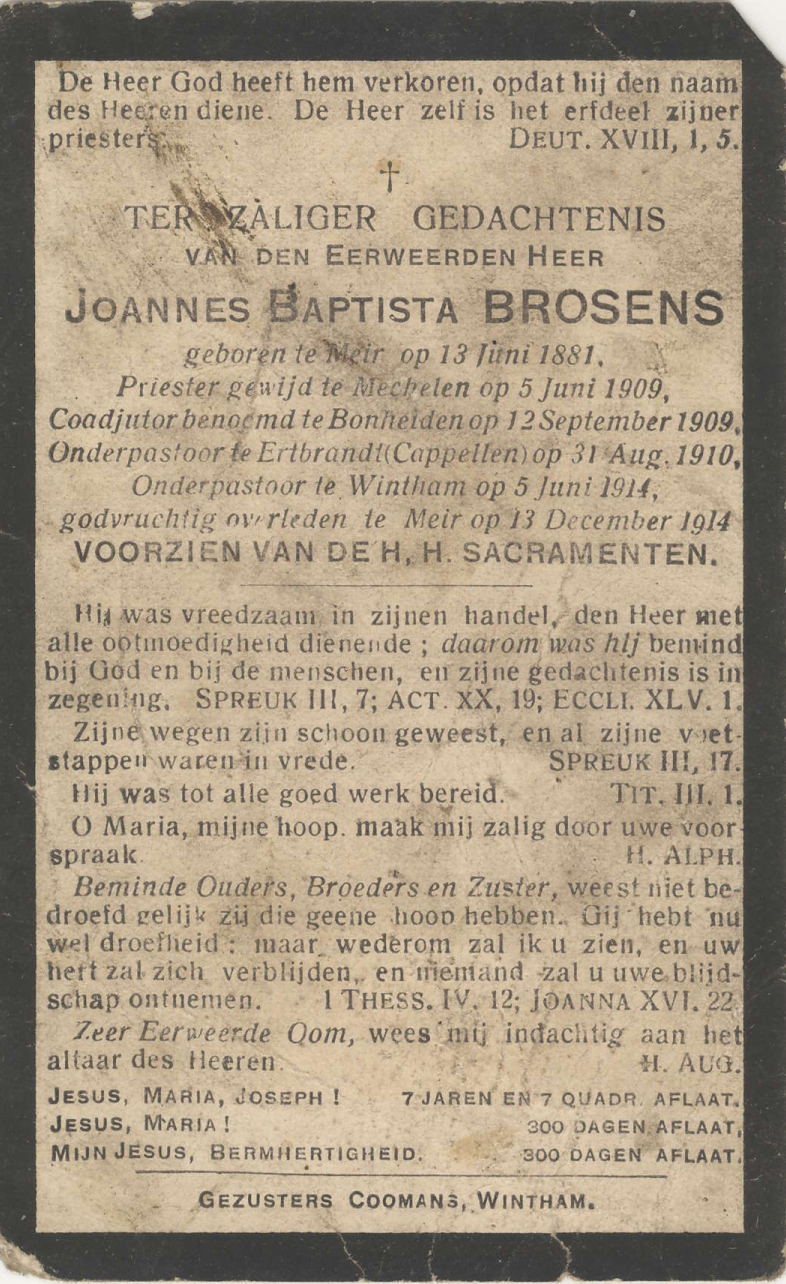 De Heer God heeft hem verkoren, opdat hij den naam
des Heeren diene. De Heer zelf is het erfdeel zijner
priesters. DEUT. XVIII, 1, 5.
†
TER ZALIGER GEDACHTENIS
VAN DEN EERWEERDEN HEER
JOANNES BAPTISTA BROSENS
geboren te Meir op 13 Juni 1881,
Priester gewijd te Mechelen op 5 Juni 1909,
Coadjutor benoemd te Bonheiden op 12 September 1909,
Onderpastoor te Ertbrandt (Cappellen) op 31 Aug. 1910,
Onderpastoor te Wintham op 5 Juni 1914,
godvruchtig overleden te Meir op 13 December 1914
VOORZIEN VAN DE H. H. SACRAMENTEN.
Hij was vreedzaam in zijnen handel, den Heer met
alle ootmoedigheid dienende ; daarom was hij bemind
bij God en bij de menschen, en zijne gedachtenis is in
zegening. SPREUK III, 7; ACT. XX, 19; ECCLI. XLV. 1.
Zijne wegen zijn schoon geweest, en al zijne voet-
stappen waren in vrede. SPREUK III, 17.
Hij was tot alle goed werk bereid. TIT. III. 1.
O Maria, mijne hoop. maak mij zalig door uwe voor-
spraak. H. ALPH.
Beminde Ouders, Broeders en Zuster, weest niet be-
droefd gelijk zij die geene hoop hebben. Gij hebt nu
wel droefheid : maar wederom zal ik u zien, en uw
hert zal zich verblijden, en niemand zal u uwe blijd-
schap ontnemen. 1 THESS. IV. 12; JOANNA XVI. 22
Zeer Eerweerde Oom, wees mij indachtig aan het
altaar des Heeren. H. AUG.
JESUS, MARIA, JOSEPH ! 7 JAREN EN 7 QUADR. AFLAAT.
JESUS, MARIA ! 300 DAGEN AFLAAT,
MIJN JESUS, BERMHERTIGHEID. 300 DAGEN AFLAAT.
GEZUSTERS COOMANS, WINTHAM.